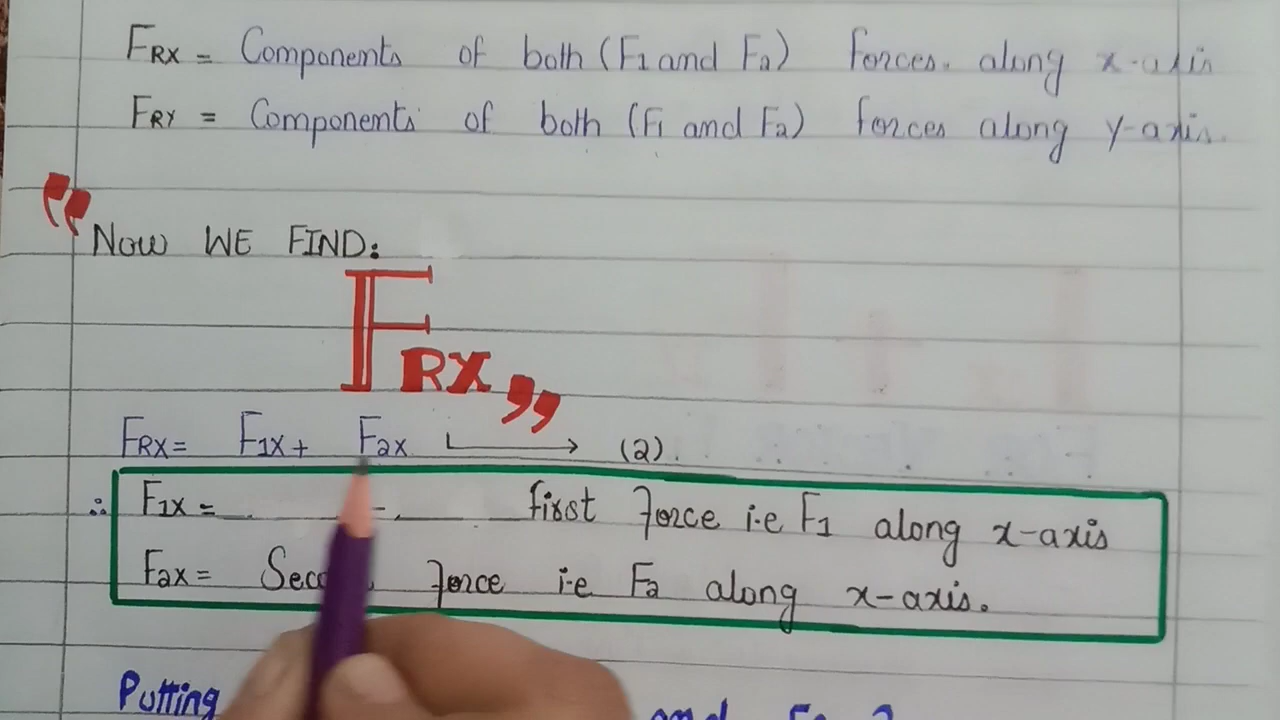 FRX = Components of both (F1 and F2) forces. along x-axis
FRY = Components of both (F1 and F2) forces along y-axis.
"Now WE FIND:
FRX"
FRX = F1X + F2X → (2).
∴ F1X = first force i.e F1 along x-axis
F2X = force i-e F2 along x-axis.
Putting and